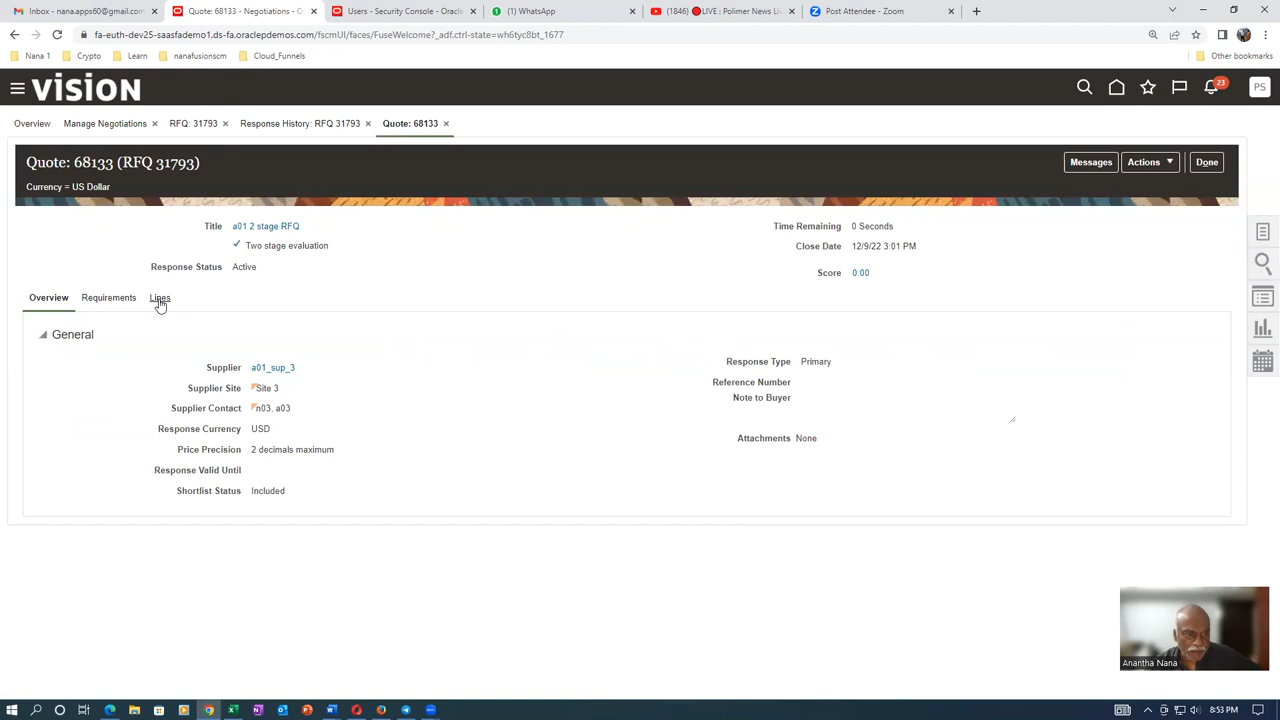 Inbox - nana.apps60@gmail.com
Quote: 68133 - Negotiations - O
Users - Security Console - Oracle
(1) WhatsApp
(1846) 🔴LIVE : Polimer News Li
Post Attendee - Zoom
fa-euth-dev25-saasfademo1.ds-fa.oraclepdemos.com/fscmUI/faces/FuseWelcome?_adf.ctrl-state=wh6tyc8bt_1677
Nana 1
Crypto
Learn
nanafusionscm
Cloud_Funnels
Other bookmarks
VISION
23
PS
Overview
Manage Negotiations
RFQ: 31793
Response History: RFQ 31793
Quote: 68133
Quote: 68133 (RFQ 31793)
Messages
Actions
Done
Currency = US Dollar
Title a01 2 stage RFQ
Time Remaining 0 Seconds
Two stage evaluation
Close Date 12/9/22 3:01 PM
Response Status Active
Score 0.00
Overview
Requirements
Lines
General
Supplier a01_sup_3
Response Type Primary
Supplier Site Site 3
Reference Number
Note to Buyer
Supplier Contact n03, a03
Response Currency USD
Attachments None
Price Precision 2 decimals maximum
Response Valid Until
Shortlist Status Included
Anantha Nana
8:53 PM